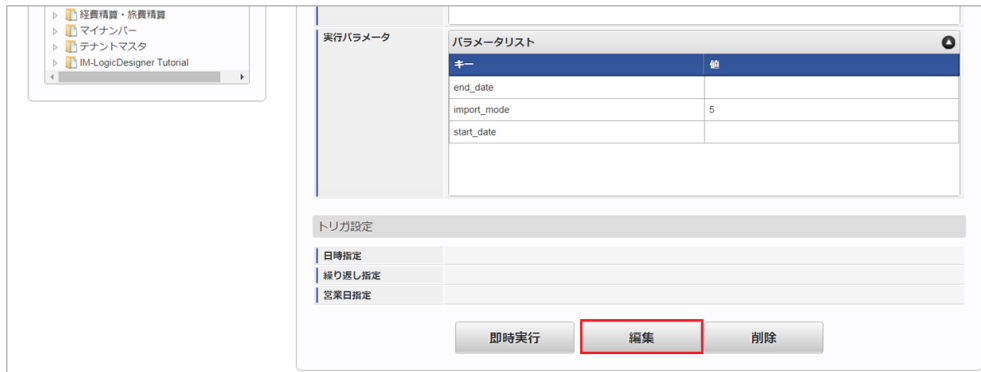 経費精算・旅費精算
マイナンバー
テナントマスタ
IM-LogicDesigner Tutorial
実行パラメータ
パラメータリスト
キー 値
end_date
import_mode 5
start_date
トリガ設定
日時指定
繰り返し指定
営業日指定
即時実行 編集 削除